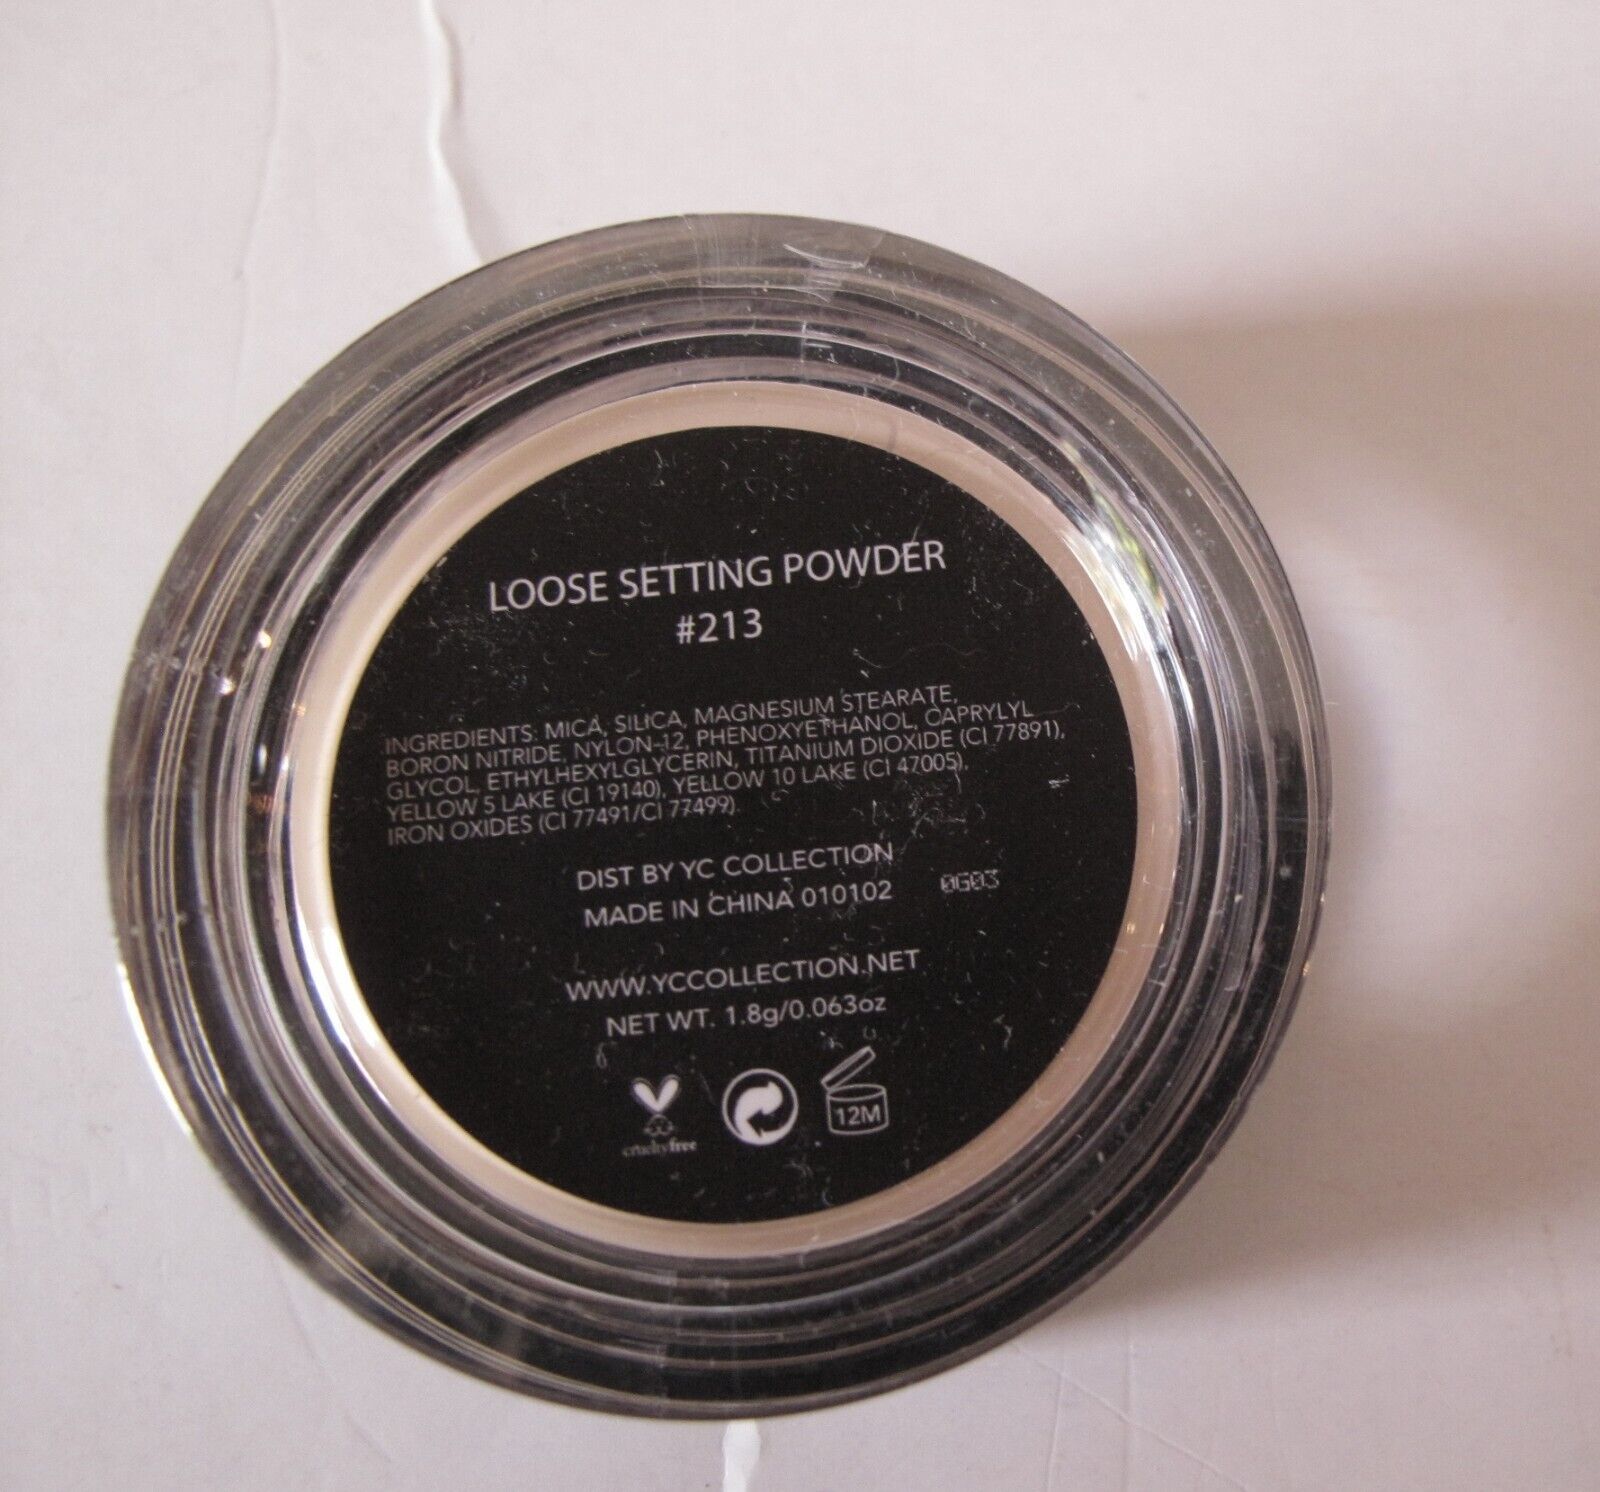 LOOSE SETTING POWDER
#213
INGREDIENTS: MICA, SILICA, MAGNESIUM STEARATE,
BORON NITRIDE, NYLON-12, PHENOXYETHANOL, CAPRYLYL
GLYCOL, ETHYLHEXYLGLYCERIN, TITANIUM DIOXIDE (CI 77891),
YELLOW 5 LAKE (CI 19140), YELLOW 10 LAKE (CI 47005),
IRON OXIDES (CI 77491/CI 77499).
DIST BY YC COLLECTION
MADE IN CHINA 010102 0G03
WWW.YCCOLLECTION.NET
NET WT. 1.8g/0.063oz
crueltyfree
12M